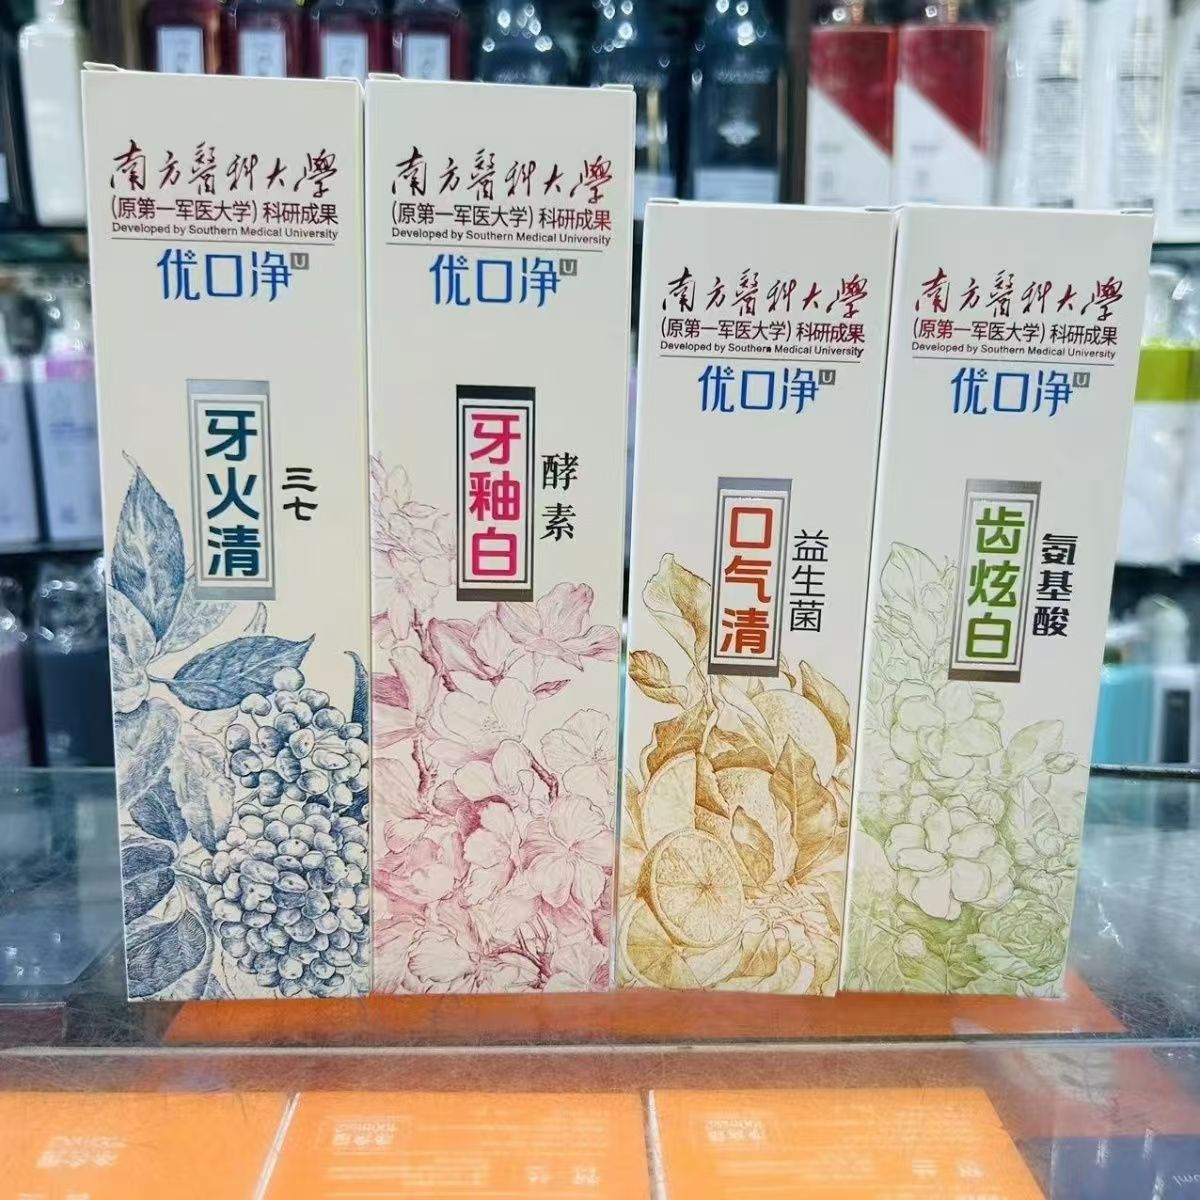 南方醫科大學
(原第一军医大学) 科研成果
Developed by Southern Medical University
优口净U
牙火清
三七
南方醫科大學
(原第一军医大学) 科研成果
Developed by Southern Medical University
优口净U
牙釉白
酵素
南方醫科大學
(原第一军医大学) 科研成果
Developed by Southern Medical University
优口净U
口气清
益生菌
南方醫科大學
(原第一军医大学) 科研成果
Developed by Southern Medical University
优口净U
齿炫白
氨基酸